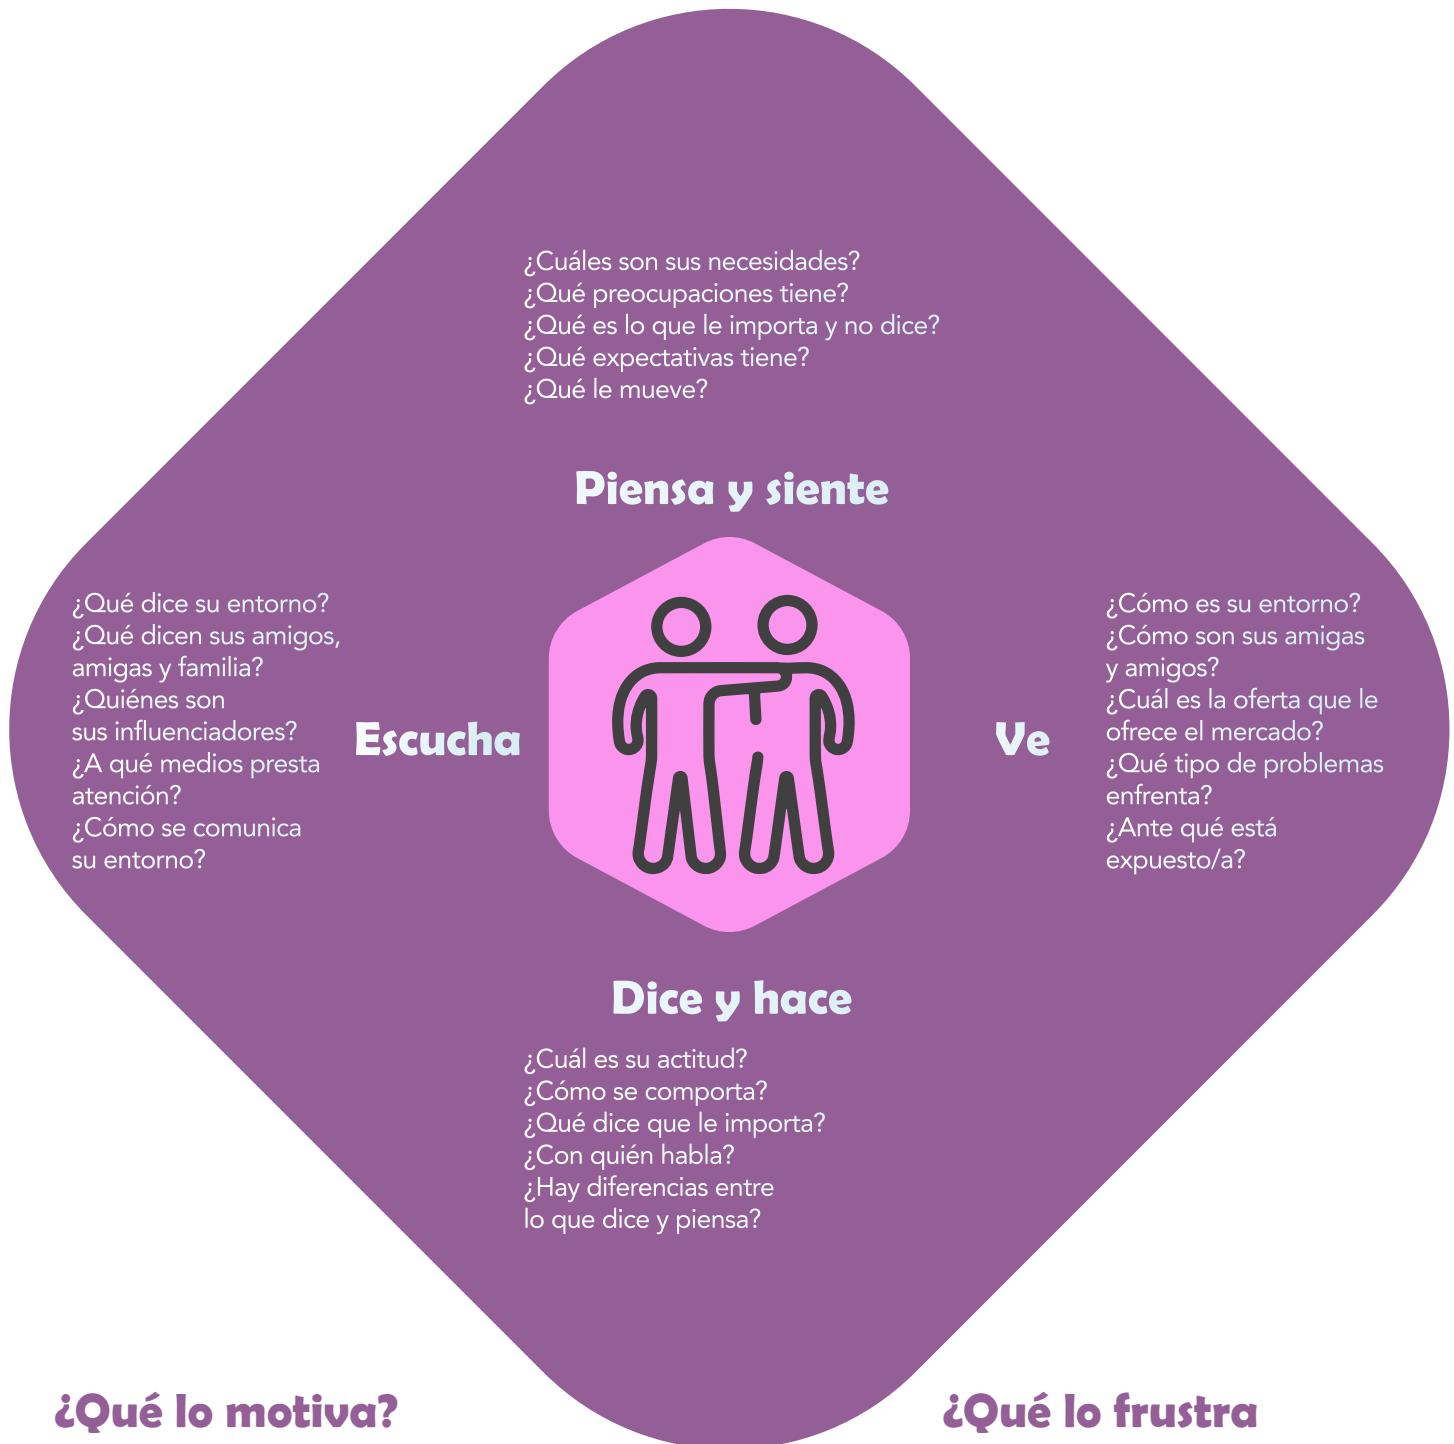 ¿Cuáles son sus necesidades?
¿Qué preocupaciones tiene?
¿Qué es lo que le importa y no dice?
¿Qué expectativas tiene?
¿Qué le mueve?
Piensa y siente
¿Qué dice su entorno?
¿Qué dicen sus amigos,
amigas y familia?
¿Quiénes son
sus influenciadores?
¿A qué medios presta
atención?
¿Cómo se comunica
su entorno?
Escucha
Ve
¿Cómo es su entorno?
¿Cómo son sus amigas
y amigos?
¿Cuál es la oferta que le
ofrece el mercado?
¿Qué tipo de problemas
enfrenta?
¿Ante qué está
expuesto/a?
Dice y hace
¿Cuál es su actitud?
¿Cómo se comporta?
¿Qué dice que le importa?
¿Con quién habla?
¿Hay diferencias entre
lo que dice y piensa?
¿Qué lo motiva?
¿Qué lo frustra